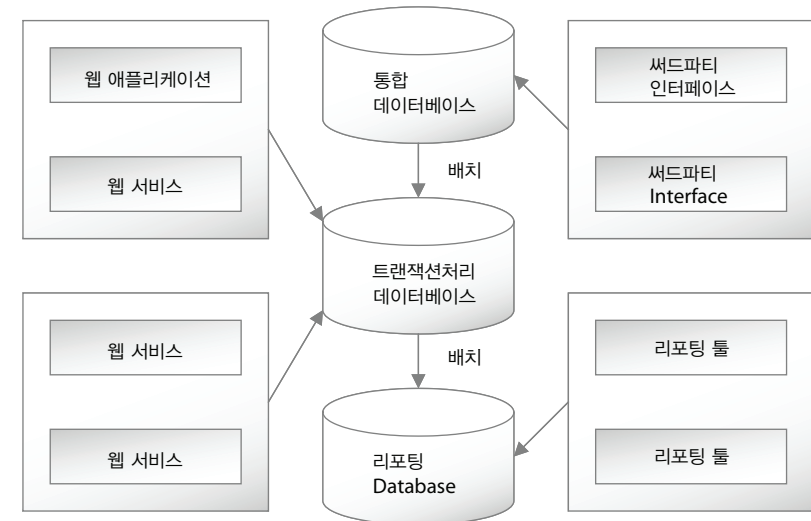 웹 애플리케이션
웹 서비스
통합
데이터베이스
써드파티
인터페이스
써드파티
Interface
배치
트랜잭션처리
데이터베이스
웹 서비스
웹 서비스
배치
리포팅
Database
리포팅 툴
리포팅 툴